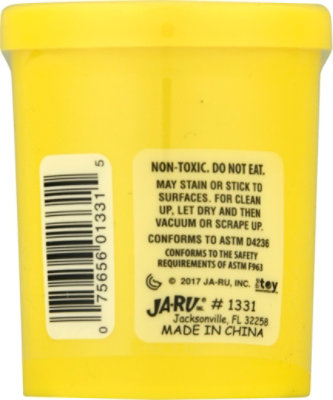 0 75656 01331 5
NON-TOXIC. DO NOT EAT.
MAY STAIN OR STICK TO
SURFACES. FOR CLEAN
UP, LET DRY AND THEN
VACUUM OR SCRAPE UP.
CONFORMS TO ASTM D4236
CONFORMS TO THE SAFETY
REQUIREMENTS OF ASTM F963
© 2017 JA-RU, INC. toy
JA-RU INC. # 1331
Jacksonville, FL 32258
MADE IN CHINA